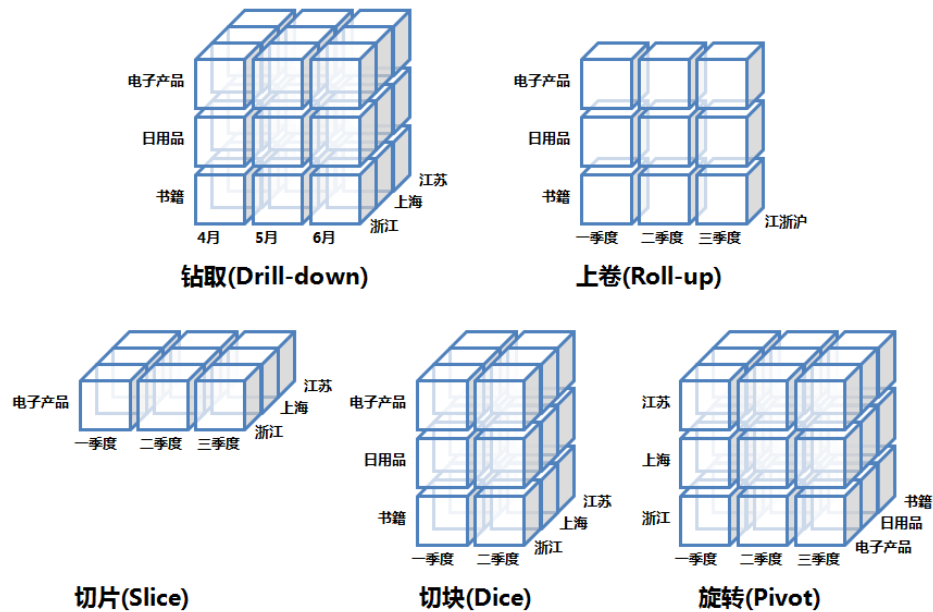 电子产品
日用品
书籍
4月 5月 6月
江苏
上海
浙江
钻取(Drill-down)
电子产品
日用品
书籍
一季度 二季度 三季度
江浙沪
上卷(Roll-up)
电子产品
一季度 二季度 三季度
江苏
上海
浙江
切片(Slice)
电子产品
日用品
书籍
一季度 二季度
江苏
上海
浙江
切块(Dice)
江苏
上海
浙江
一季度 二季度 三季度
书籍
日用品
电子产品
旋转(Pivot)